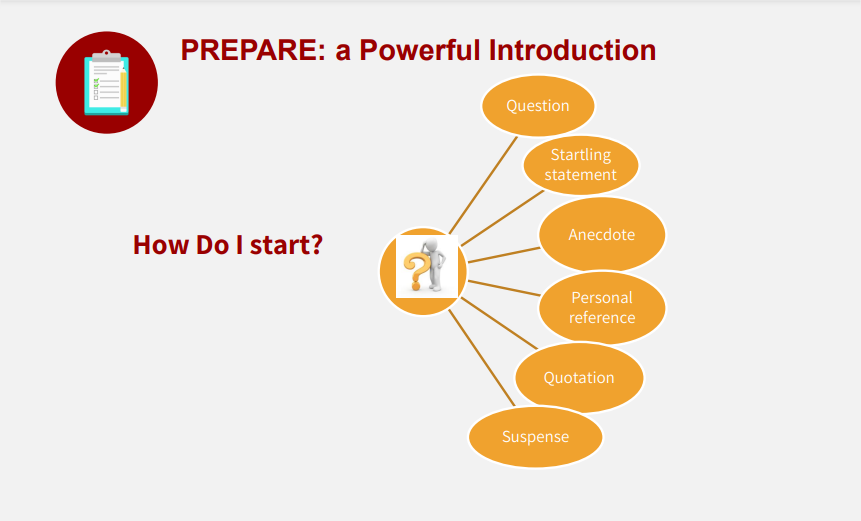 PREPARE: a Powerful Introduction
How Do I start?
Question
Startling
statement
Anecdote
Personal
reference
Quotation
Suspense